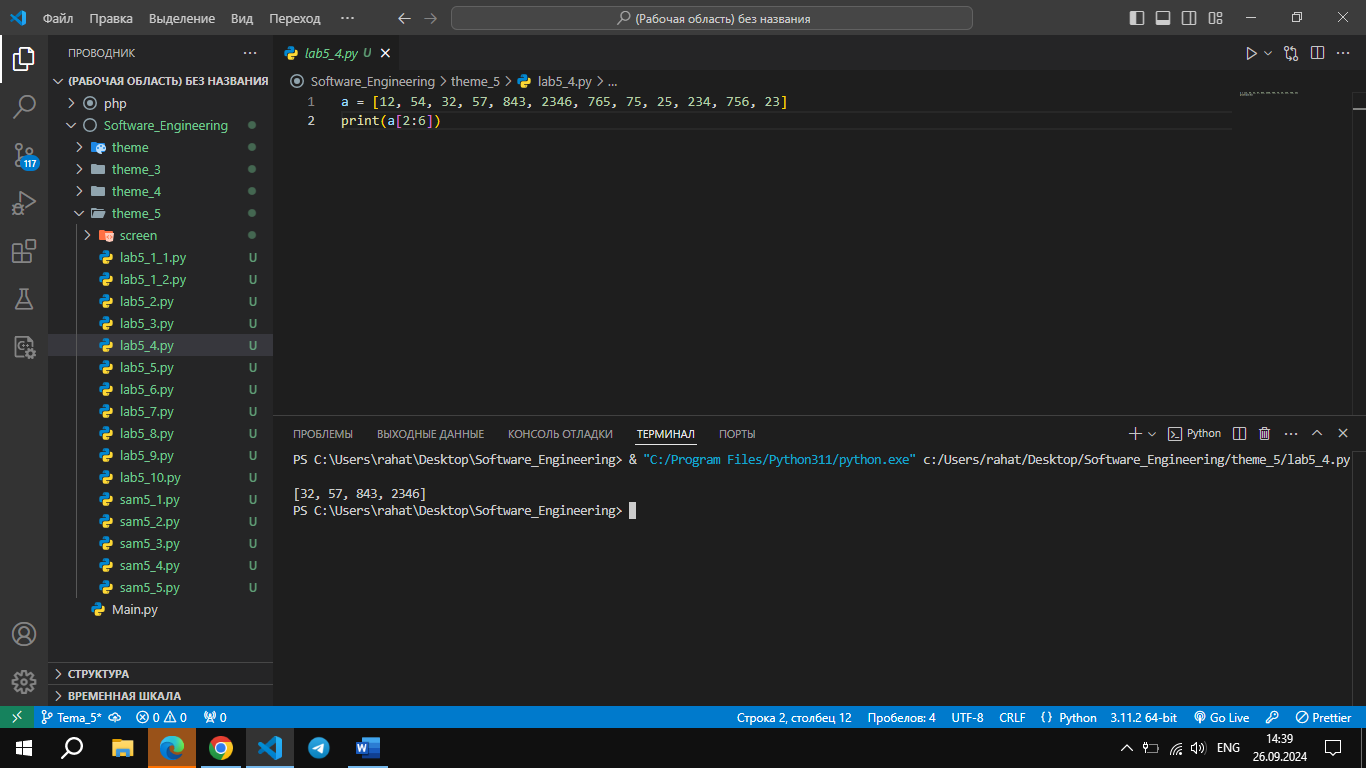 Файл Правка Выделение Вид Переход ··· (Рабочая область) без названия
ПРОВОДНИК ···
(РАБОЧАЯ ОБЛАСТЬ) БЕЗ НАЗВАНИЯ
php
Software_Engineering
theme
theme_3
theme_4
theme_5
screen
lab5_1_1.py U
lab5_1_2.py U
lab5_2.py U
lab5_3.py U
lab5_4.py U
lab5_5.py U
lab5_6.py U
lab5_7.py U
lab5_8.py U
lab5_9.py U
lab5_10.py U
sam5_1.py U
sam5_2.py U
sam5_3.py U
sam5_4.py U
sam5_5.py U
Main.py
СТРУКТУРА
ВРЕМЕННАЯ ШКАЛА
117
lab5_4.py U
Software_Engineering > theme_5 > lab5_4.py > ...
1 a = [12, 54, 32, 57, 843, 2346, 765, 75, 25, 234, 756, 23]
2 print(a[2:6])
ПРОБЛЕМЫ ВЫХОДНЫЕ ДАННЫЕ КОНСОЛЬ ОТЛАДКИ ТЕРМИНАЛ ПОРТЫ Python
PS C:\Users\rahat\Desktop\Software_Engineering> & "C:/Program Files/Python311/python.exe" c:/Users/rahat/Desktop/Software_Engineering/theme_5/lab5_4.py
[32, 57, 843, 2346]
PS C:\Users\rahat\Desktop\Software_Engineering>
Tema_5* 0 0 0 Строка 2, столбец 12 Пробелов: 4 UTF-8 CRLF {} Python 3.11.2 64-bit Go Live Prettier
ENG 14:39
26.09.2024